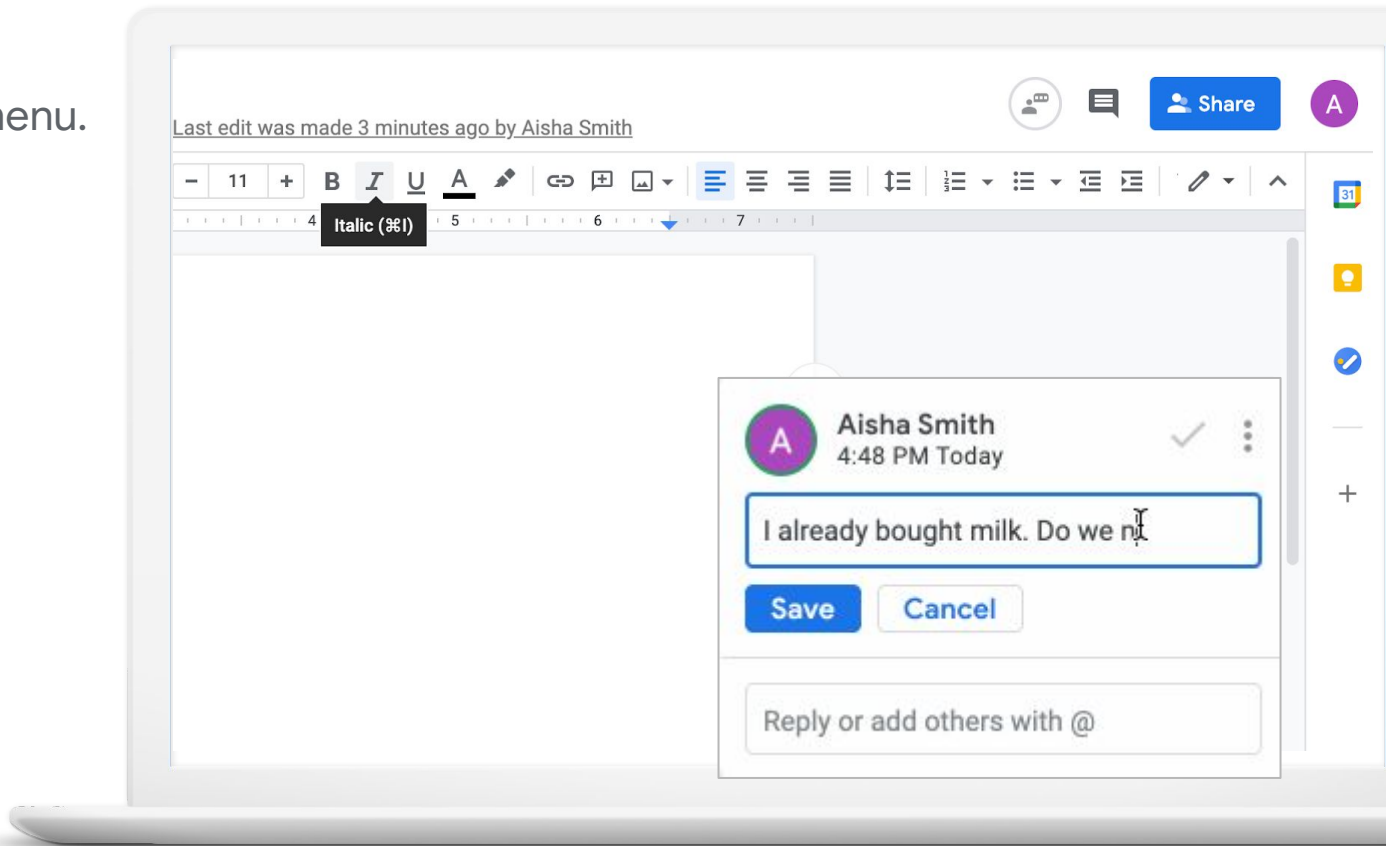 enu.
Last edit was made 3 minutes ago by Aisha Smith
Share
A
11
B I U A
31
4 5 6 7
Italic (⌘I)
A
Aisha Smith
4:48 PM Today
I already bought milk. Do we n
Save Cancel
Reply or add others with @